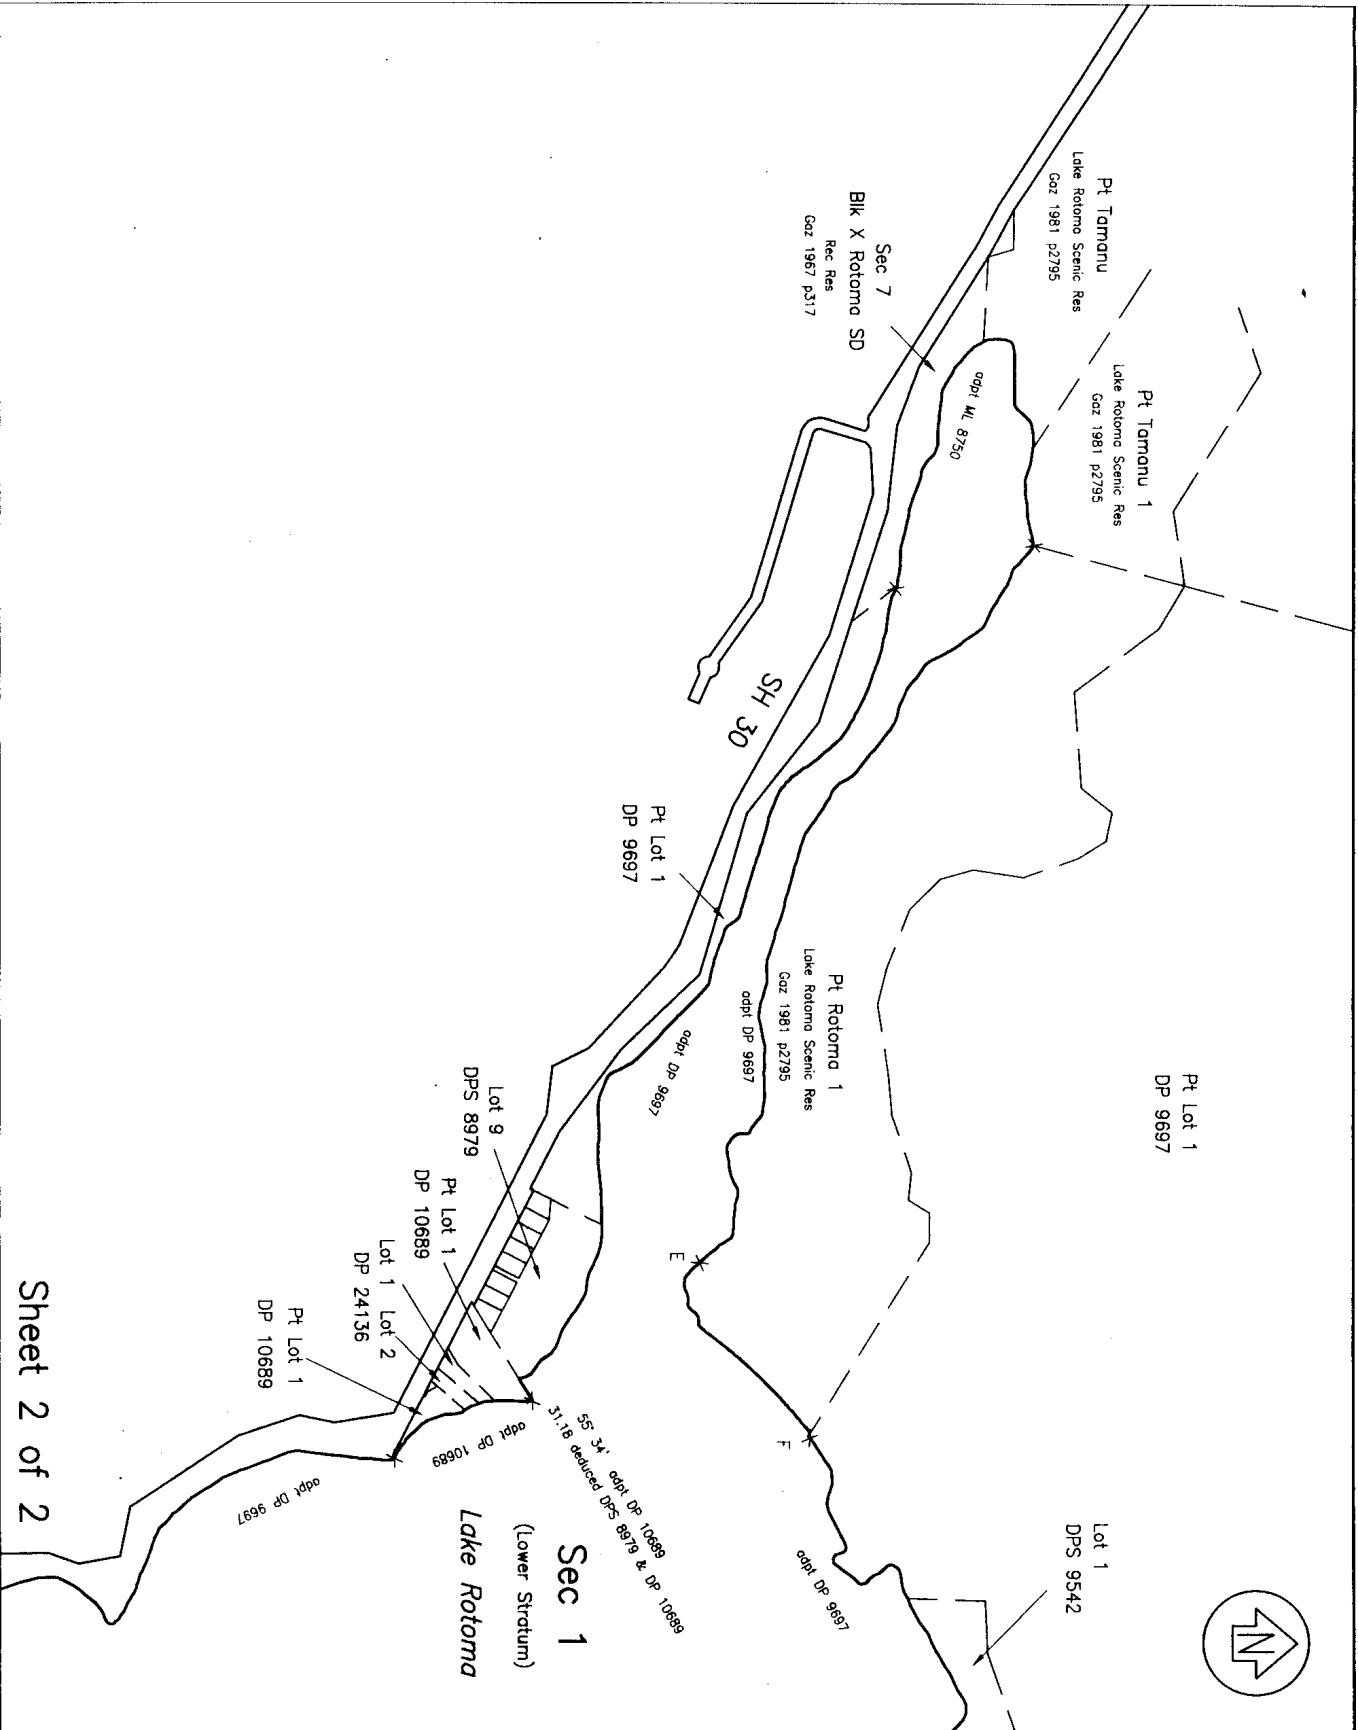 Pt Tamanu
Lake Rotoma Scenic Res
Gaz 1981 p2795
Pt Tamanu 1
Lake Rotoma Scenic Res
Gaz 1981 p2795
Sec 7
Blk X Rotoma SD
Rec Res
Gaz 1967 p317
adpt ML 8750
SH 30
Pt Lot 1
DP 9697
Pt Rotoma 1
Lake Rotoma Scenic Res
Gaz 1981 p2795
adpt DP 9697
adpt DP 9697
Pt Lot 1
DP 9697
Lot 9
DPS 8979
Pt Lot 1
DP 10689
Lot 1 Lot 2
DP 24136
Pt Lot 1
DP 10689
E
F
55° 34' adpt DP 10689
31.18 deduced DPS 8979 & DP 10689
adpt DP 10689
adpt DP 9697
adpt DP 9697
Lot 1
DPS 9542
Sec 1
(Lower Stratum)
Lake Rotoma
N
Sheet 2 of 2